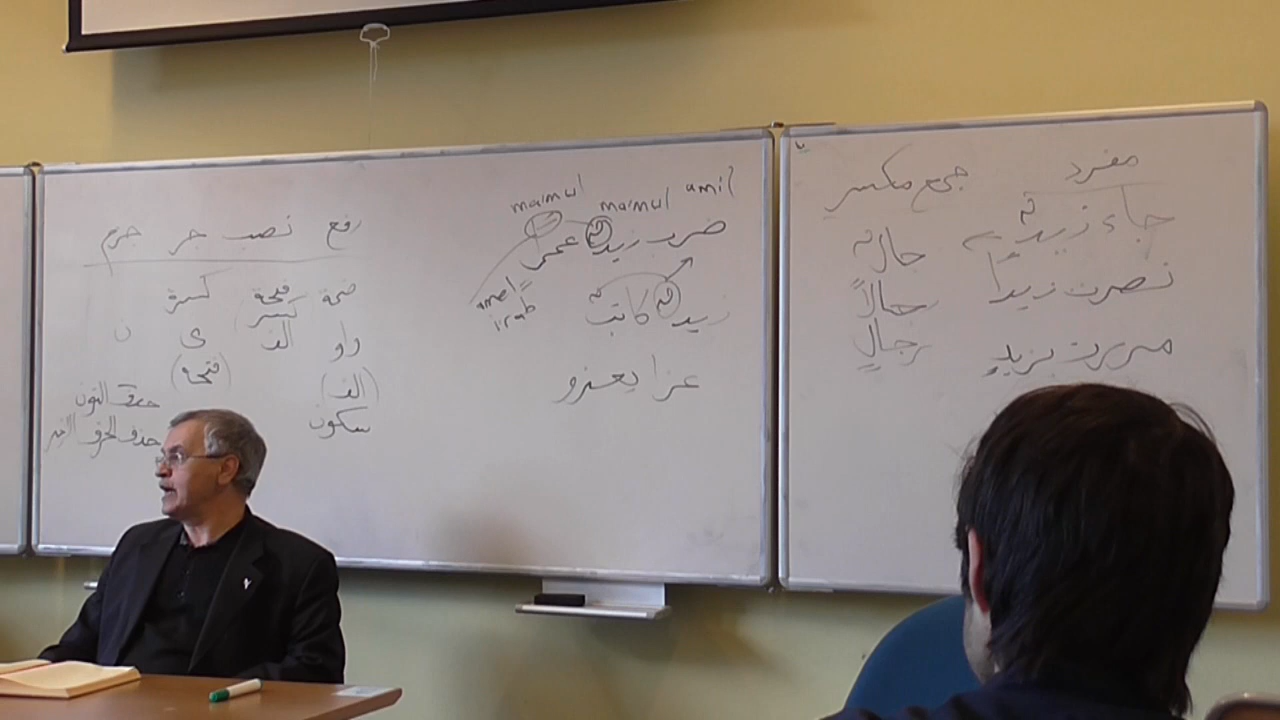 مفرد جمع مكسر
جاء زيدٌ رجالٌ
نصرت زيداً رجالاً
مررت بزيدٍ رجالٍ
ma'mul ma'mul amil
ضرب زيدٌ عمراً
amel
i'rab
زيدٌ كاتبٌ
غزا يغزو
رفع نصب جر جزم
ضمة فتحة كسرة
كسر
واو الف ى ن
(الف) (فتحة)
سكون حذف النون
حذف الحرف الاخر